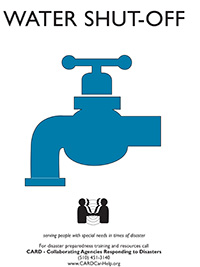 WATER SHUT-OFF
serving people with special needs in times of disaster
For disaster preparedness training and resources call
CARD - Collaborating Agencies Responding to Disasters
(510) 451-3140
www.CARDCanHelp.org